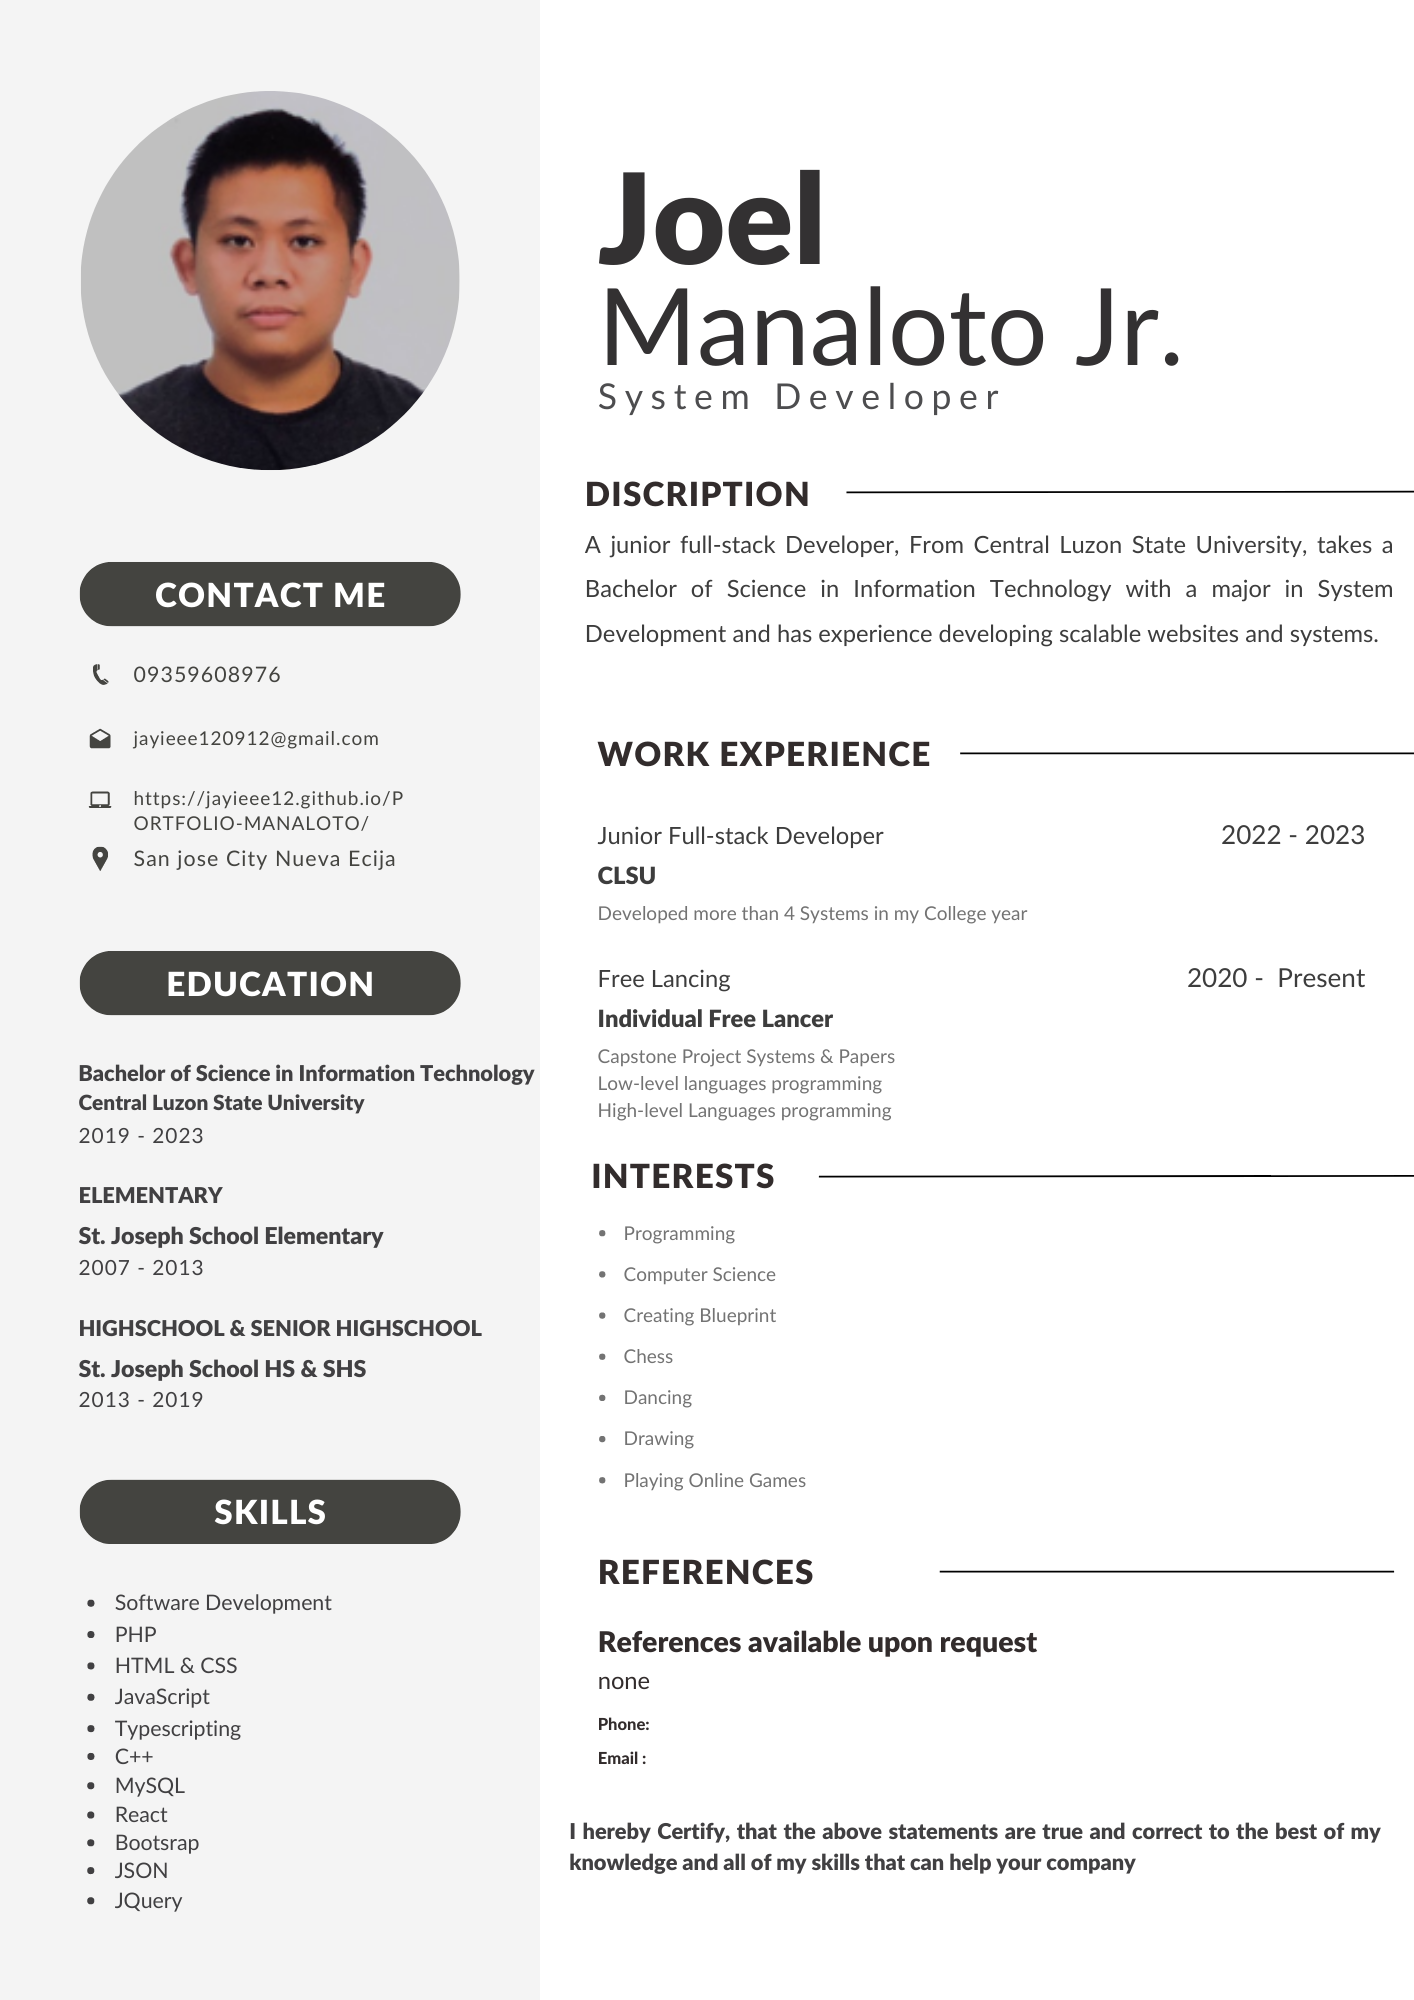 Joel
Manaloto Jr.
System Developer
CONTACT ME
09359608976
jayieee120912@gmail.com
https://jayieee12.github.io/P
ORTFOLIO-MANALOTO/
San jose City Nueva Ecija
EDUCATION
Bachelor of Science in Information Technology
Central Luzon State University
2019 - 2023
ELEMENTARY
St. Joseph School Elementary
2007 - 2013
HIGHSCHOOL & SENIOR HIGHSCHOOL
St. Joseph School HS & SHS
2013 - 2019
SKILLS
• Software Development
• PHP
• HTML & CSS
• JavaScript
• Typescripting
• C++
• MySQL
• React
• Bootsrap
• JSON
• JQuery
DISCRIPTION
A junior full-stack Developer, From Central Luzon State University, takes a
Bachelor of Science in Information Technology with a major in System
Development and has experience developing scalable websites and systems.
WORK EXPERIENCE
Junior Full-stack Developer 2022 - 2023
CLSU
Developed more than 4 Systems in my College year
Free Lancing 2020 - Present
Individual Free Lancer
Capstone Project Systems & Papers
Low-level languages programming
High-level Languages programming
INTERESTS
• Programming
• Computer Science
• Creating Blueprint
• Chess
• Dancing
• Drawing
• Playing Online Games
REFERENCES
References available upon request
none
Phone:
Email :
I hereby Certify, that the above statements are true and correct to the best of my
knowledge and all of my skills that can help your company